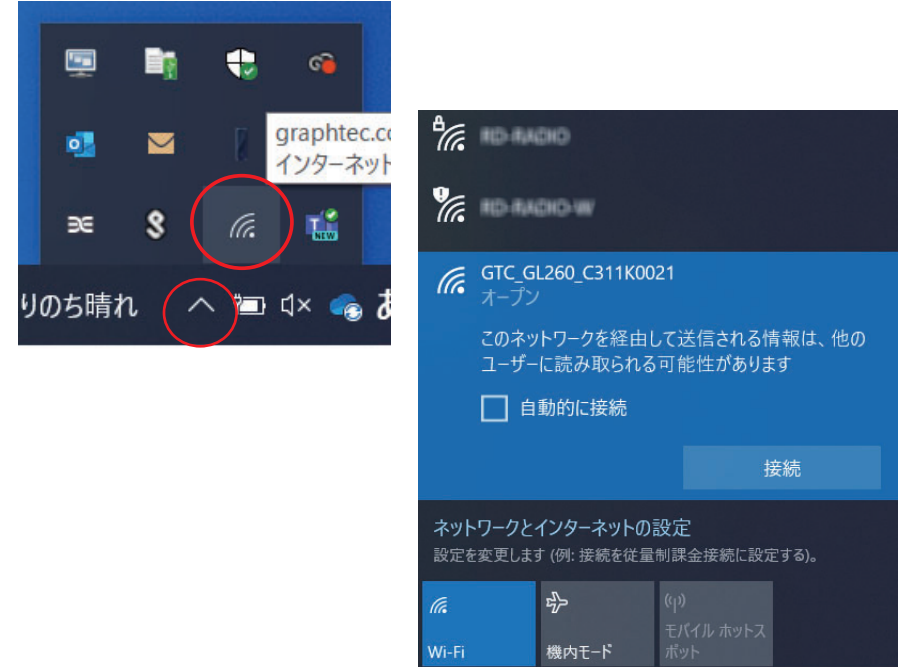 graphtec.co
インターネット
NEW
りのち晴れ
あ
GTC_GL260_C311K0021
オープン
このネットワークを経由して送信される情報は、他の
ユーザーに読み取られる可能性があります
自動的に接続
接続
ネットワークとインターネットの設定
設定を変更します (例: 接続を従量制課金接続に設定する)。
Wi-Fi
機内モード
モバイル ホットス
ポット